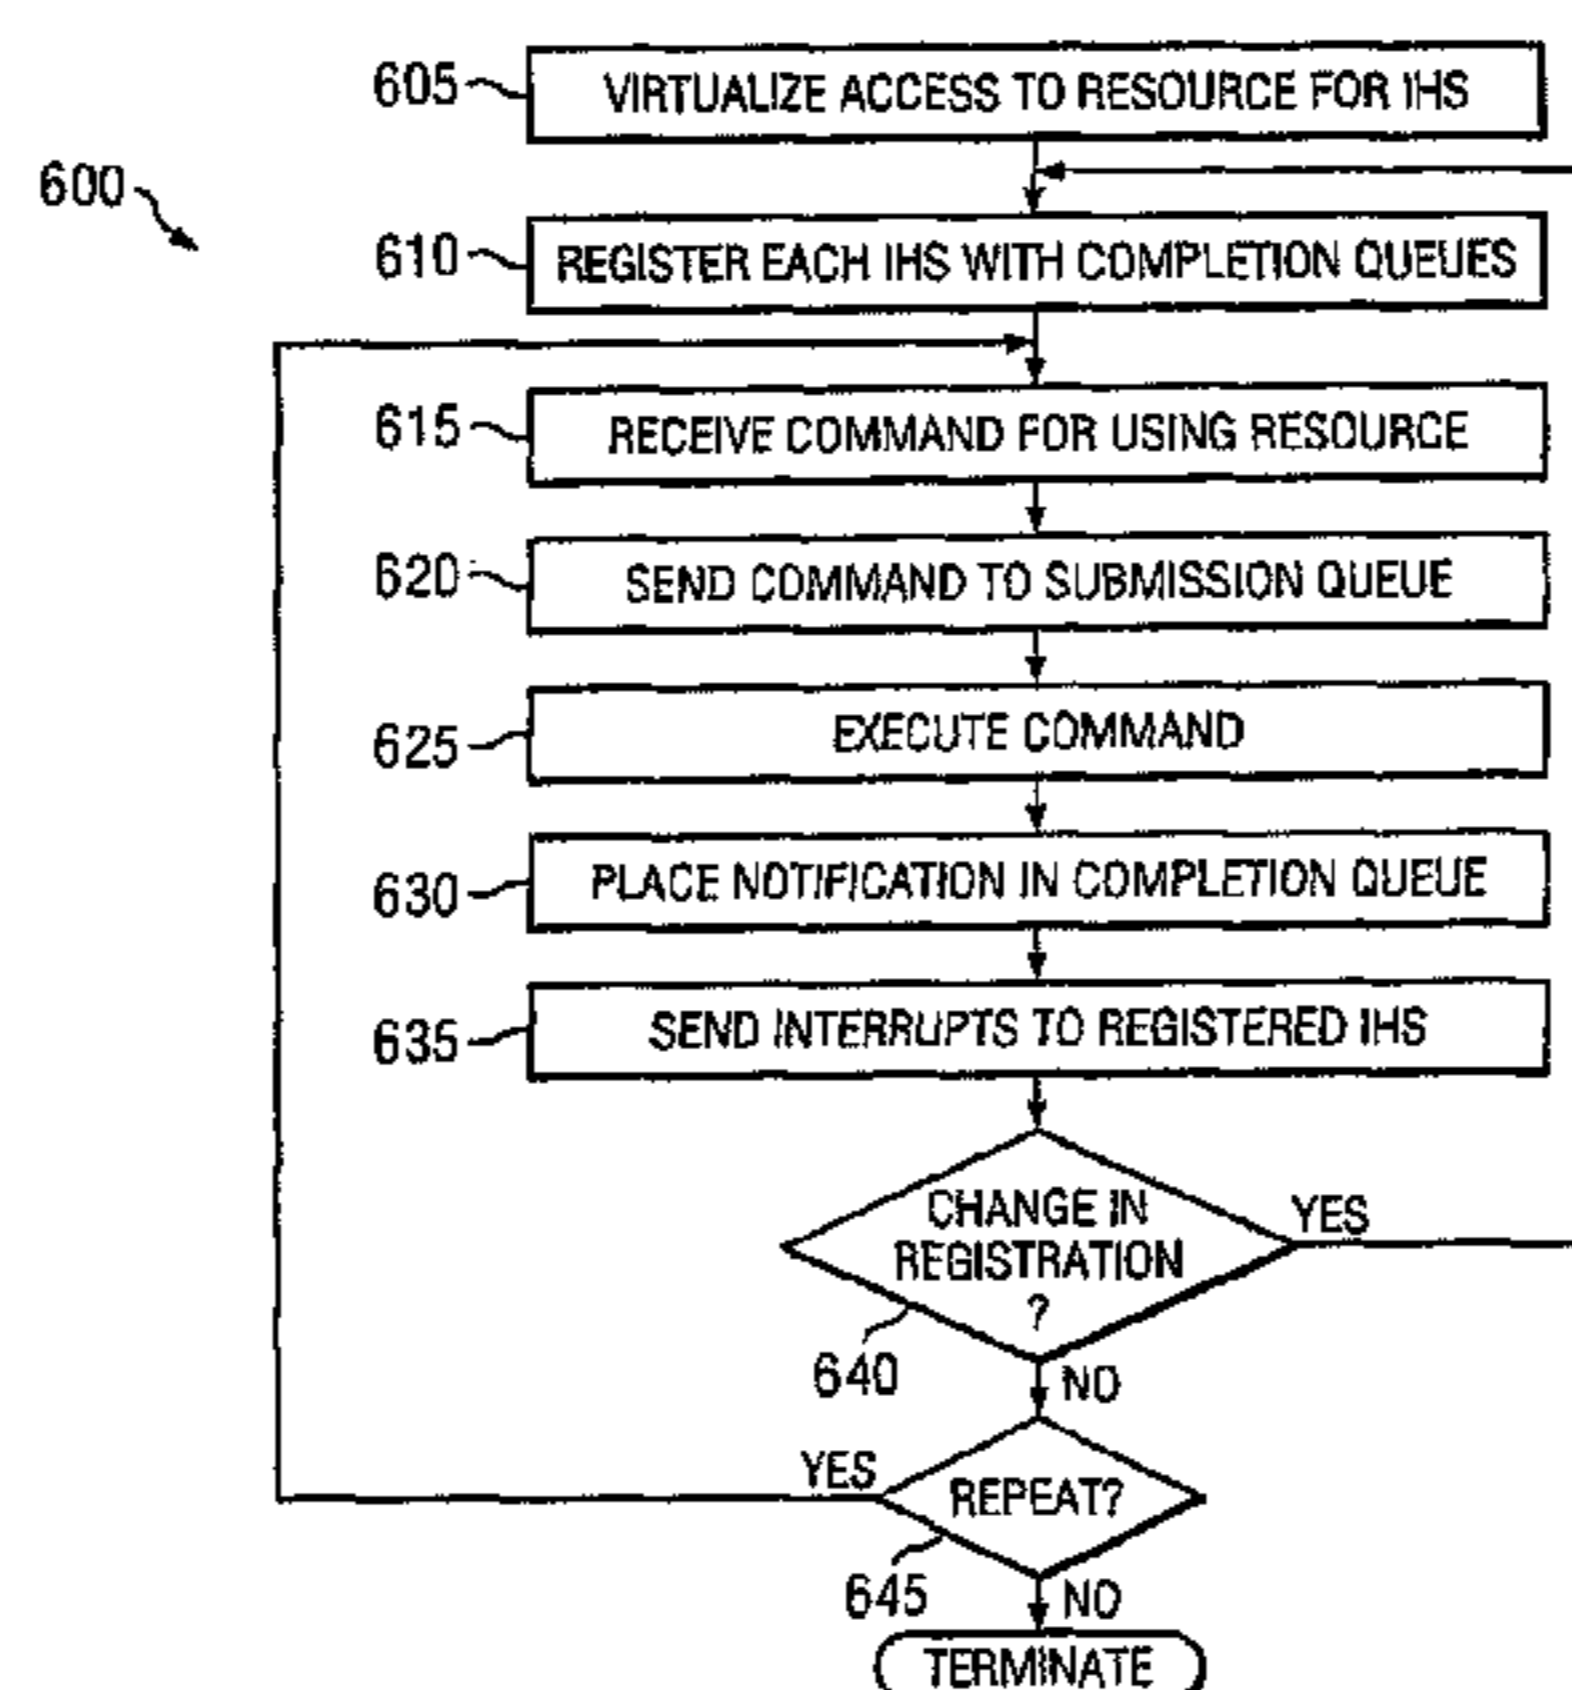 605 VIRTUALIZE ACCESS TO RESOURCE FOR IHS
600
610 REGISTER EACH IHS WITH COMPLETION QUEUES
615 RECEIVE COMMAND FOR USING RESOURCE
620 SEND COMMAND TO SUBMISSION QUEUE
625 EXECUTE COMMAND
630 PLACE NOTIFICATION IN COMPLETION QUEUE
635 SEND INTERRUPTS TO REGISTERED IHS
CHANGE IN
REGISTRATION
?
YES
640
NO
YES
REPEAT?
645
NO
TERMINATE